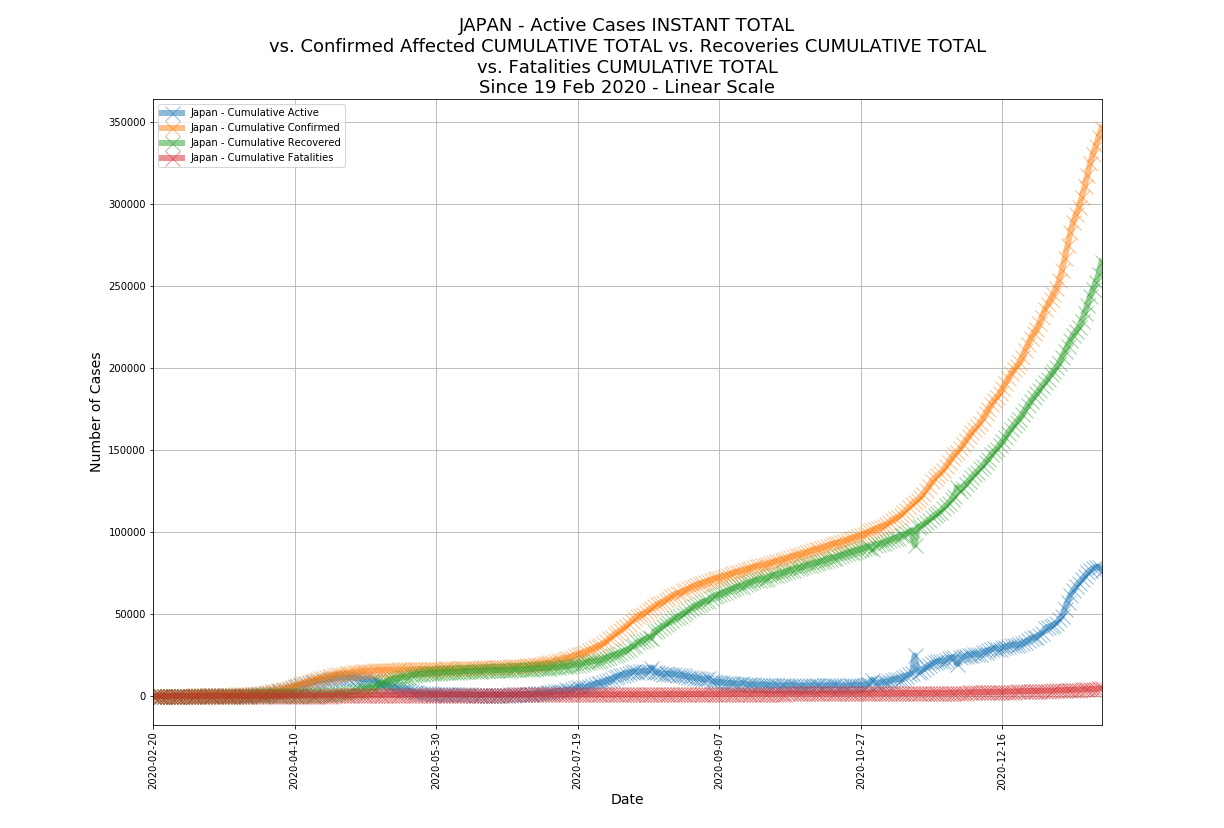 JAPAN - Active Cases INSTANT TOTAL
vs. Confirmed Affected CUMULATIVE TOTAL vs. Recoveries CUMULATIVE TOTAL
vs. Fatalities CUMULATIVE TOTAL
Since 19 Feb 2020 - Linear Scale
Japan - Cumulative Active
Japan - Cumulative Confirmed
Japan - Cumulative Recovered
Japan - Cumulative Fatalities
Number of Cases
350000
300000
250000
200000
150000
100000
50000
0
2020-02-20
2020-04-10
2020-05-30
2020-07-19
2020-09-07
2020-10-27
2020-12-16
Date